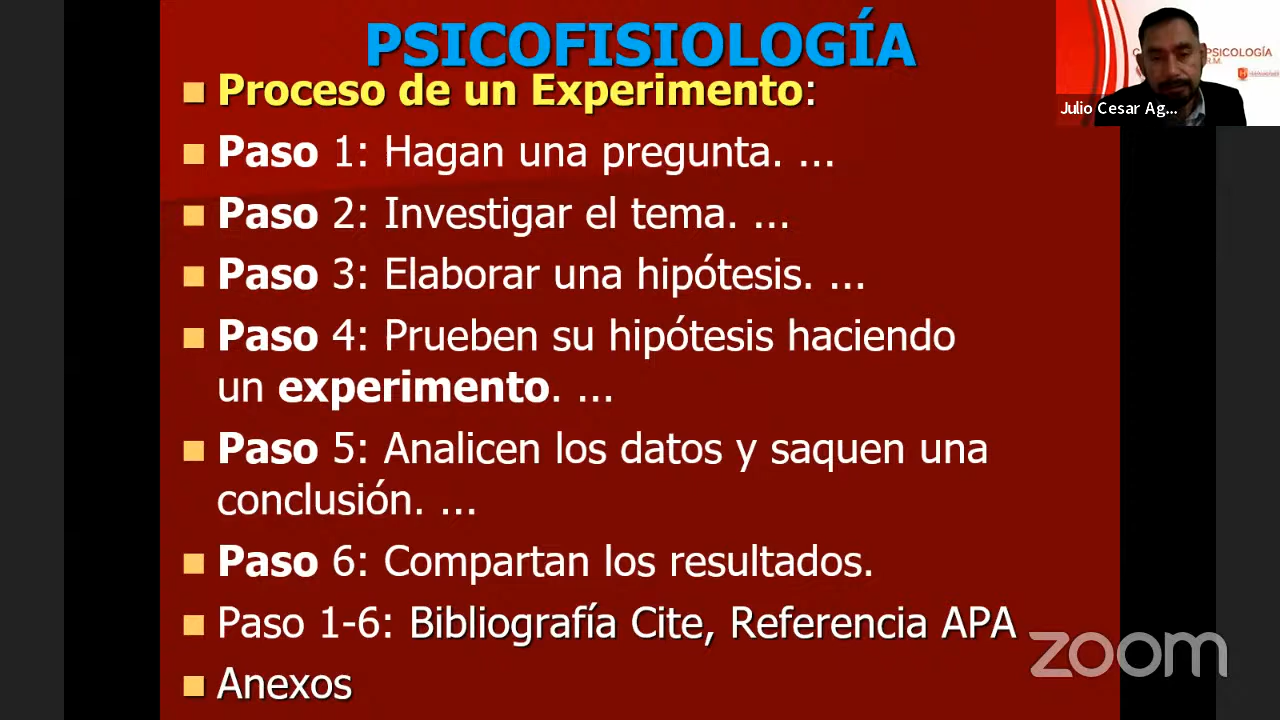 PSICOFISIOLOGÍA
Proceso de un Experimento:
Paso 1: Hagan una pregunta. ...
Paso 2: Investigar el tema. ...
Paso 3: Elaborar una hipótesis. ...
Paso 4: Prueben su hipótesis haciendo
un experimento. ...
Paso 5: Analicen los datos y saquen una
conclusión. ...
Paso 6: Compartan los resultados.
Paso 1-6: Bibliografía Cite, Referencia APA
Anexos
PSICOLOGÍA
R.M.
Julio Cesar Ag...
zoom